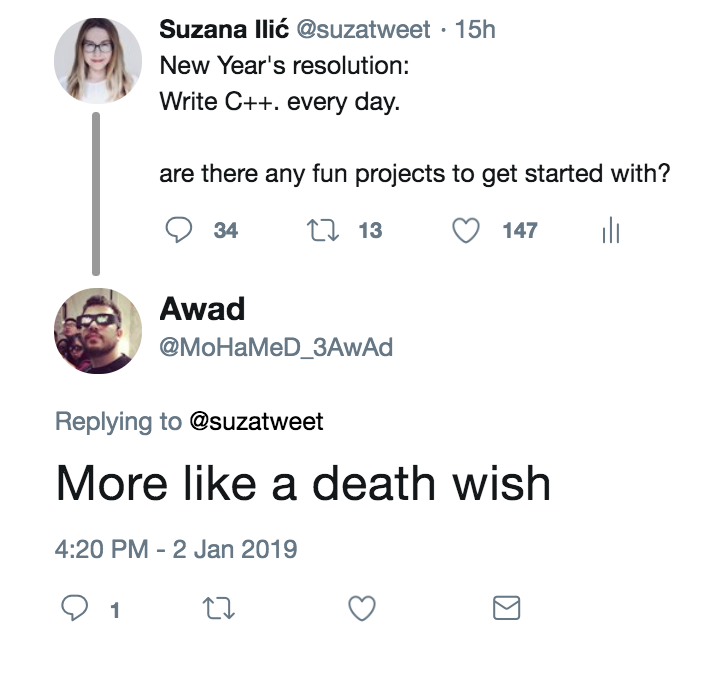 Suzana Ilić @suzatweet · 15h
New Year's resolution:
Write C++. every day.
are there any fun projects to get started with?
34 13 147
Awad
@MoHaMeD_3AwAd
Replying to @suzatweet
More like a death wish
4:20 PM - 2 Jan 2019
1